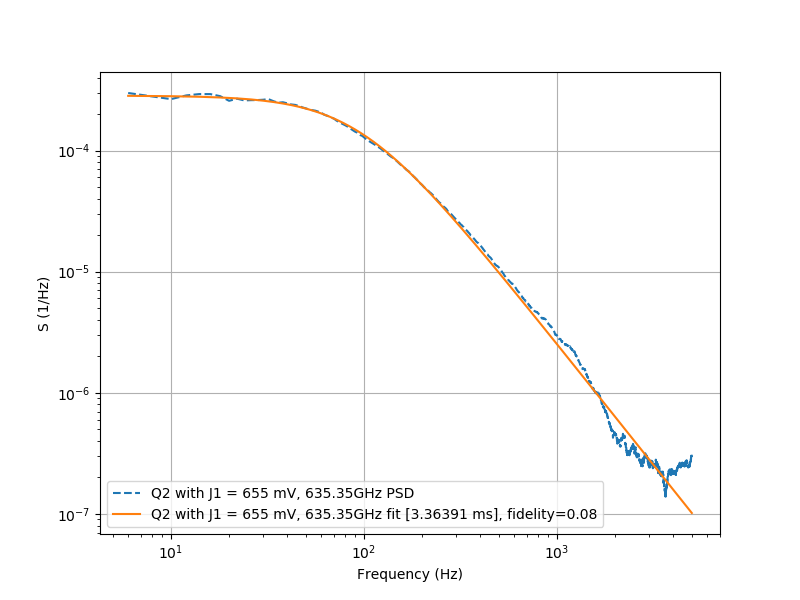 10⁻⁴
10⁻⁵
10⁻⁶
10⁻⁷
S (1/Hz)
Q2 with J1 = 655 mV, 635.35GHz PSD
Q2 with J1 = 655 mV, 635.35GHz fit [3.36391 ms], fidelity=0.08
10¹ 10² 10³
Frequency (Hz)